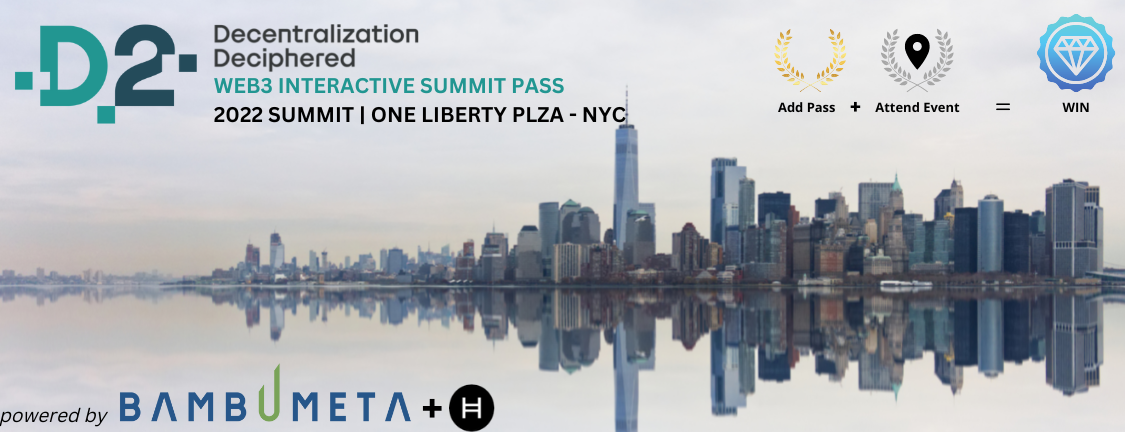 D2
Decentralization
Deciphered
WEB3 INTERACTIVE SUMMIT PASS
2022 SUMMIT | ONE LIBERTY PLZA - NYC
Add Pass + Attend Event = WIN
powered by BAMBUMETA + H